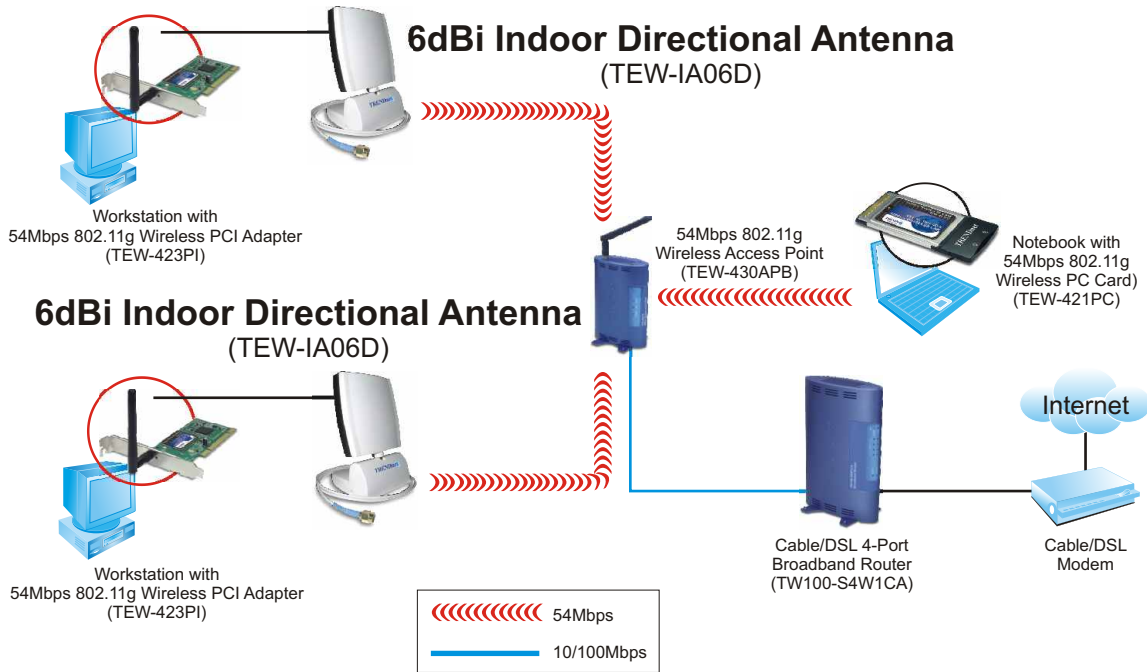 6dBi Indoor Directional Antenna
(TEW-IA06D)
TRENDnet
Workstation with
54Mbps 802.11g Wireless PCI Adapter
(TEW-423PI)
54Mbps 802.11g
Wireless Access Point
(TEW-430APB)
TRENDnet
Notebook with
54Mbps 802.11g
Wireless PC Card)
(TEW-421PC)
6dBi Indoor Directional Antenna
(TEW-IA06D)
TRENDnet
Workstation with
54Mbps 802.11g Wireless PCI Adapter
(TEW-423PI)
Internet
Cable/DSL 4-Port
Broadband Router
(TW100-S4W1CA)
Cable/DSL
Modem
54Mbps
10/100Mbps